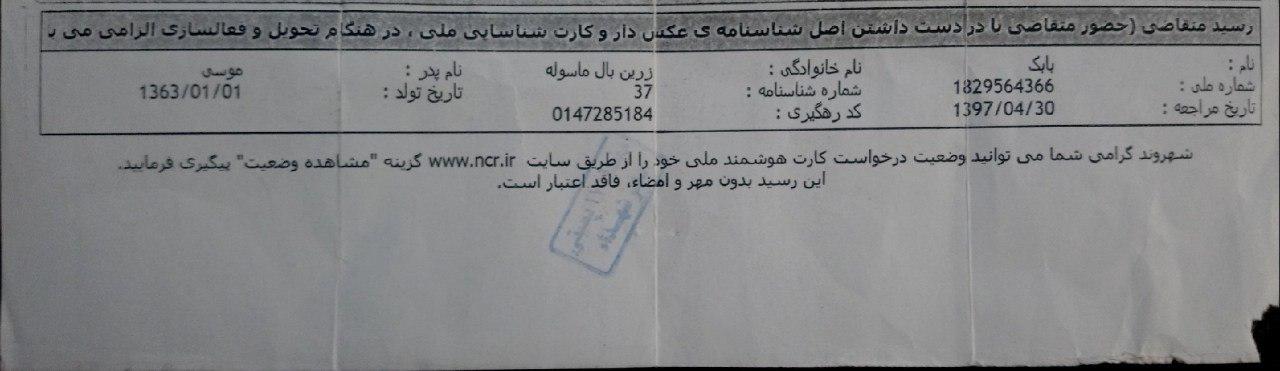 رسید متقاضی (حضور متقاضی با در دست داشتن اصل شناسنامه ی عکس دار و کارت شناسایی ملی ، در هنگام تحویل و فعالسازی الزامی می ب
نام : بابک نام خانوادگی : زرین بال ماسوله نام پدر : موسی
شماره ملی : 1829564366 شماره شناسنامه : 37 تاریخ تولد : 1363/01/01
تاریخ مراجعه : 1397/04/30 کد رهگیری : 0147285184
شهروند گرامی شما می توانید وضعیت درخواست کارت هوشمند ملی خود را از طریق سایت www.ncr.ir گزینه "مشاهده وضعیت" پیگیری فرمایید.
این رسید بدون مهر و امضاء، فاقد اعتبار است.